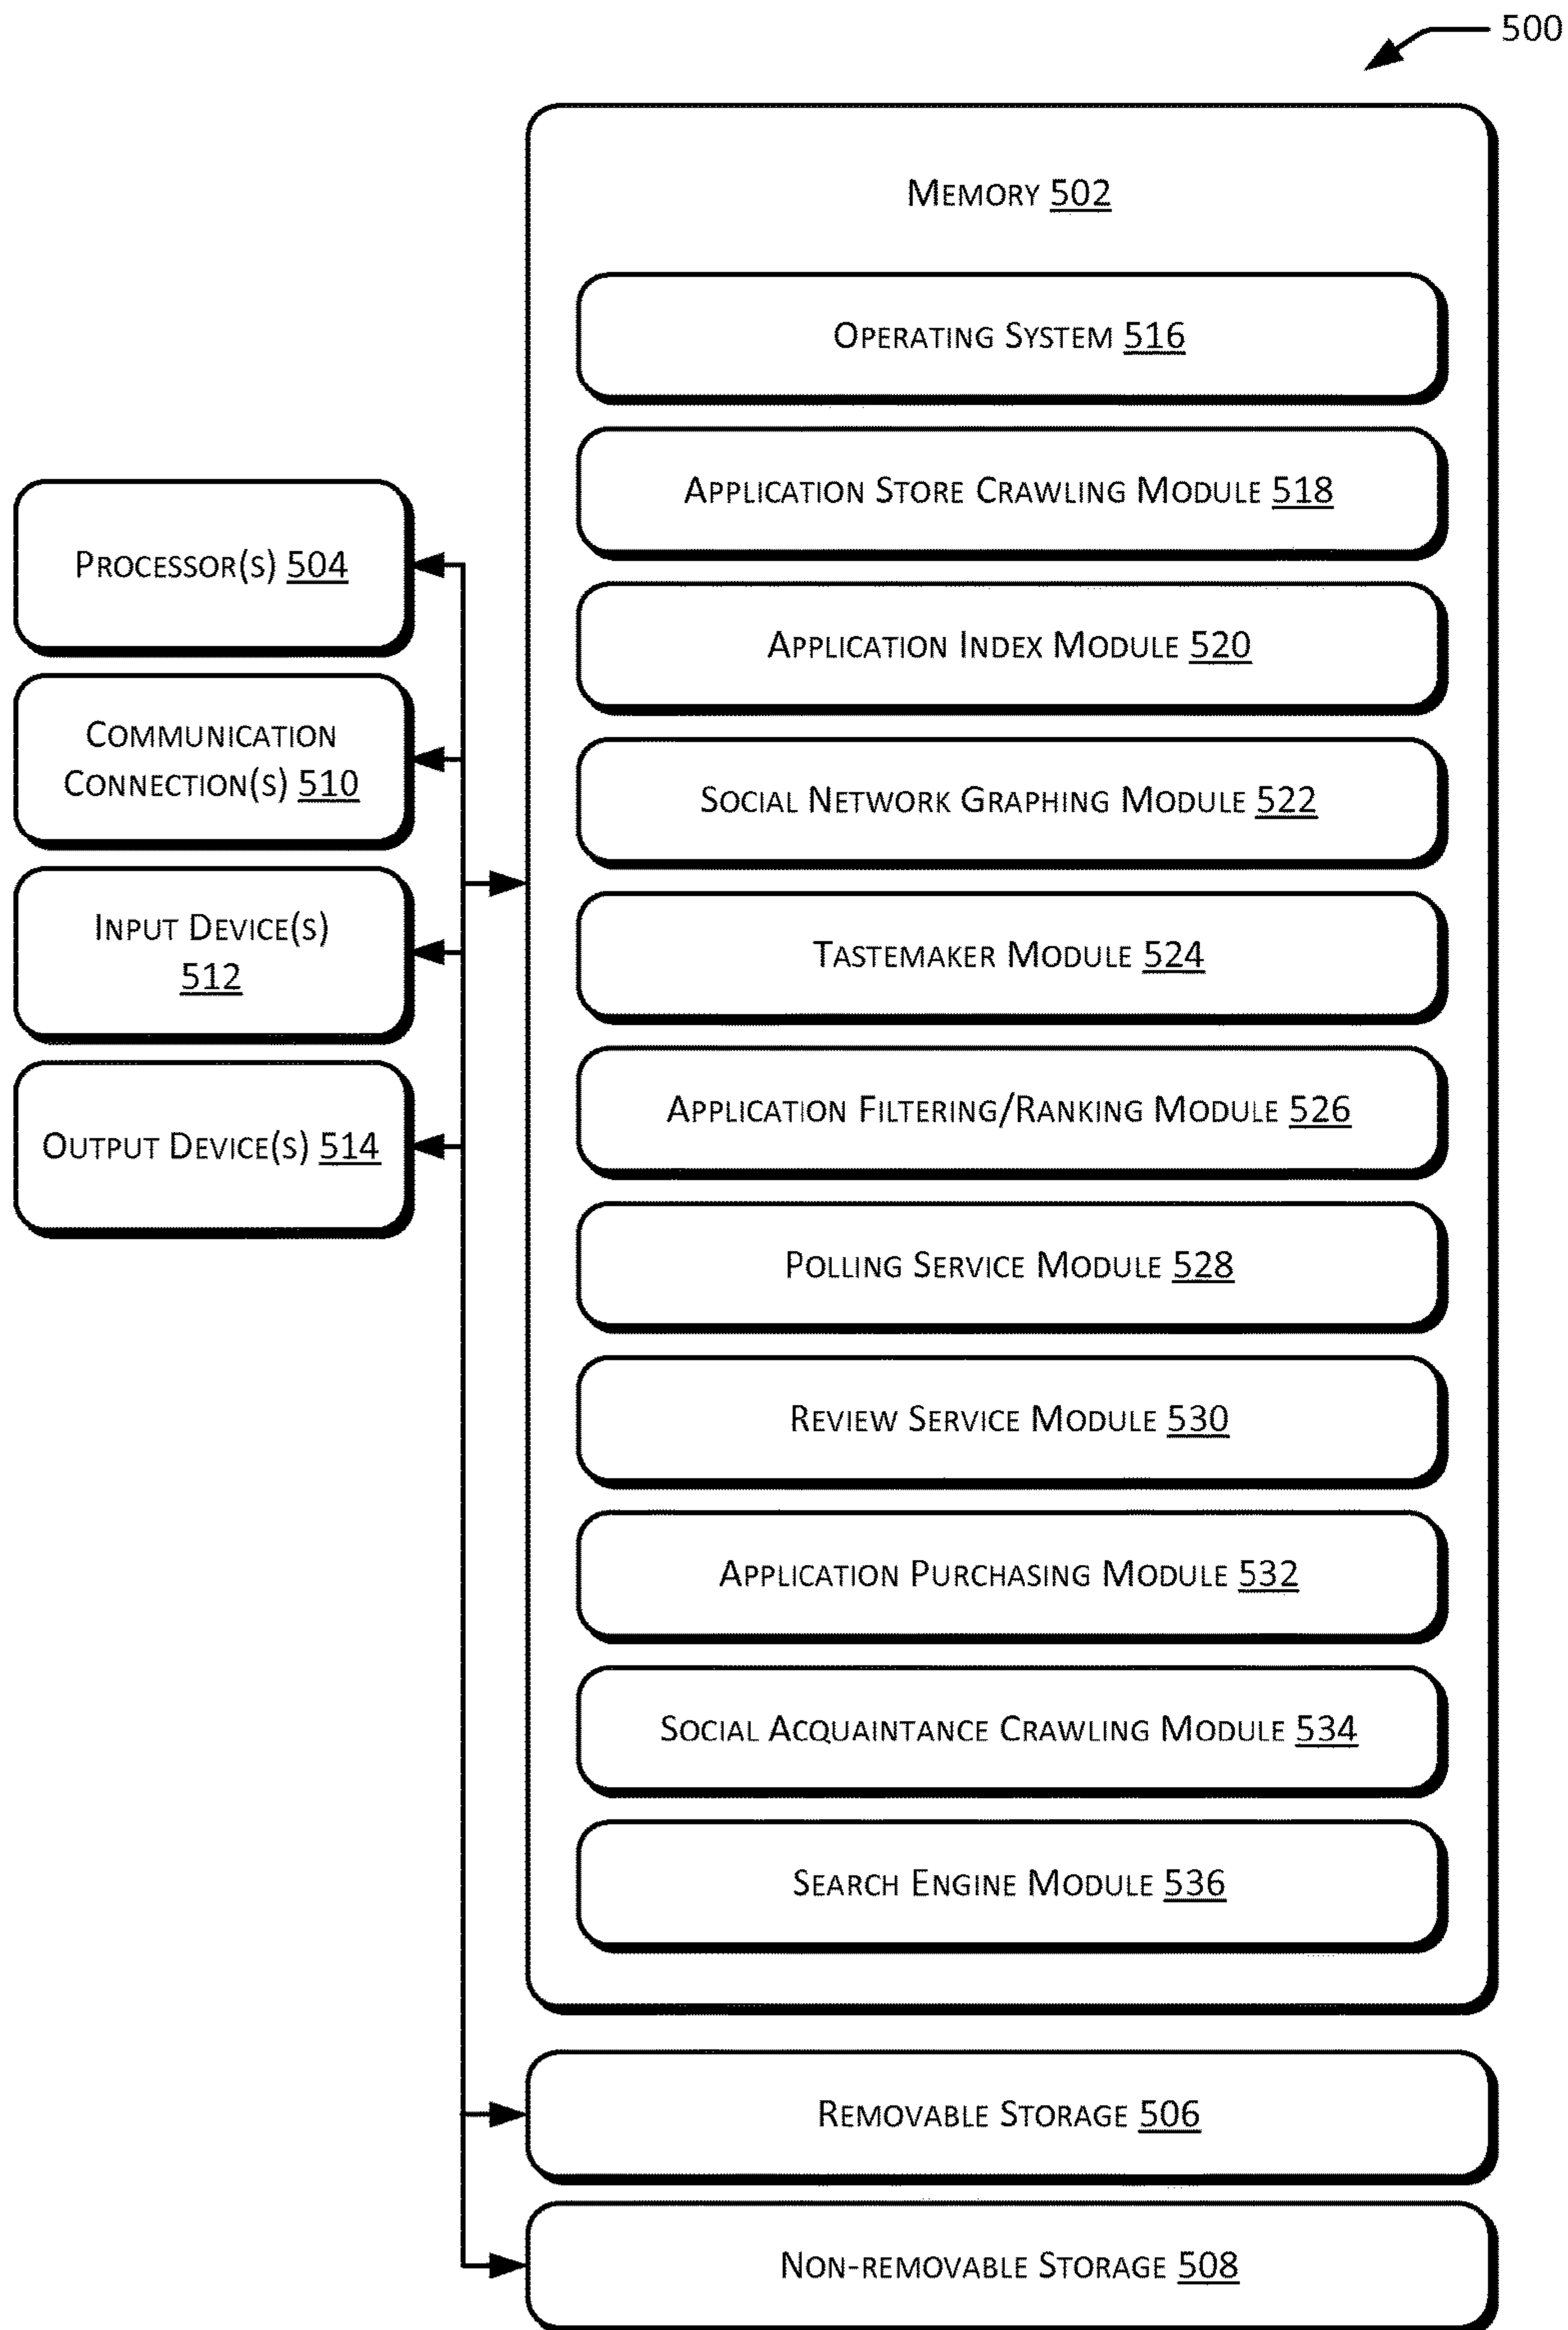 500
MEMORY 502
OPERATING SYSTEM 516
APPLICATION STORE CRAWLING MODULE 518
APPLICATION INDEX MODULE 520
SOCIAL NETWORK GRAPHING MODULE 522
TASTEMAKER MODULE 524
APPLICATION FILTERING/RANKING MODULE 526
POLLING SERVICE MODULE 528
REVIEW SERVICE MODULE 530
APPLICATION PURCHASING MODULE 532
SOCIAL ACQUAINTANCE CRAWLING MODULE 534
SEARCH ENGINE MODULE 536
PROCESSOR(S) 504
COMMUNICATION
CONNECTION(S) 510
INPUT DEVICE(S)
512
OUTPUT DEVICE(S) 514
REMOVABLE STORAGE 506
NON-REMOVABLE STORAGE 508